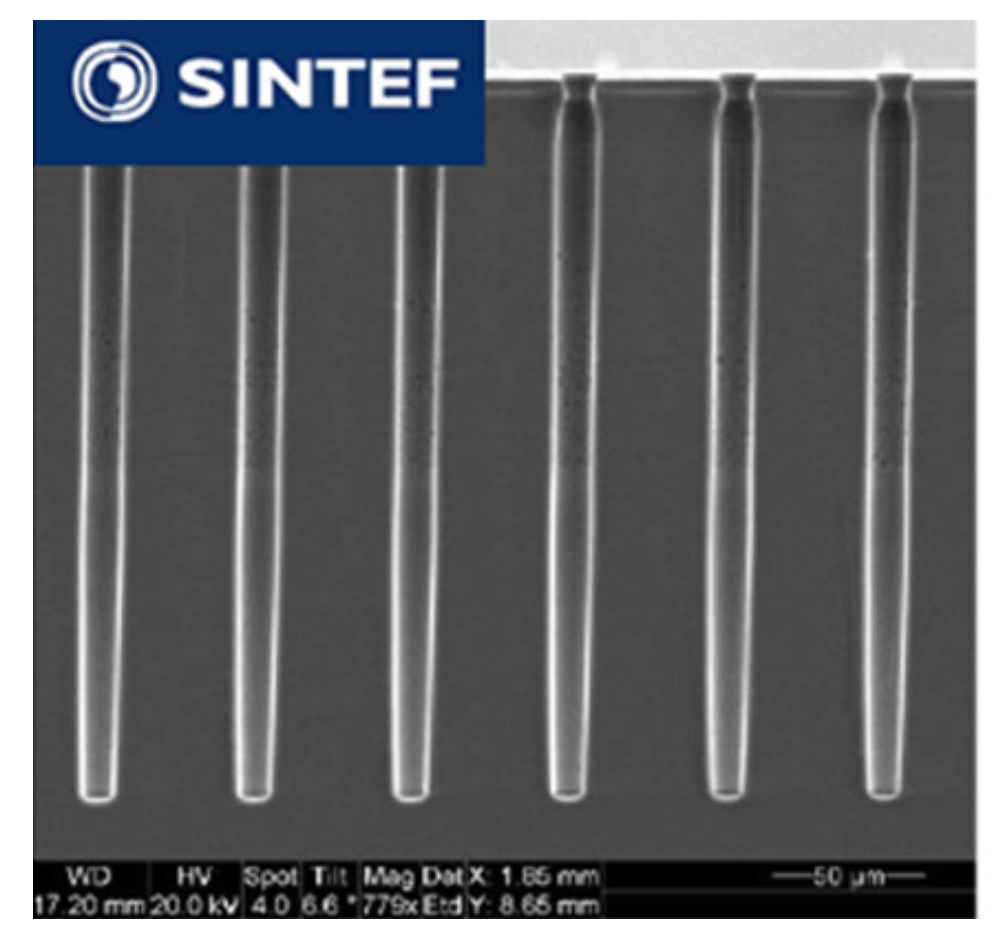 SINTEF
WD HV Spot Tilt Mag Det X: 1.85 mm 50 µm
17.20 mm 20.0 kV 4.0 6.6 ° 779x Etd Y: 8.65 mm